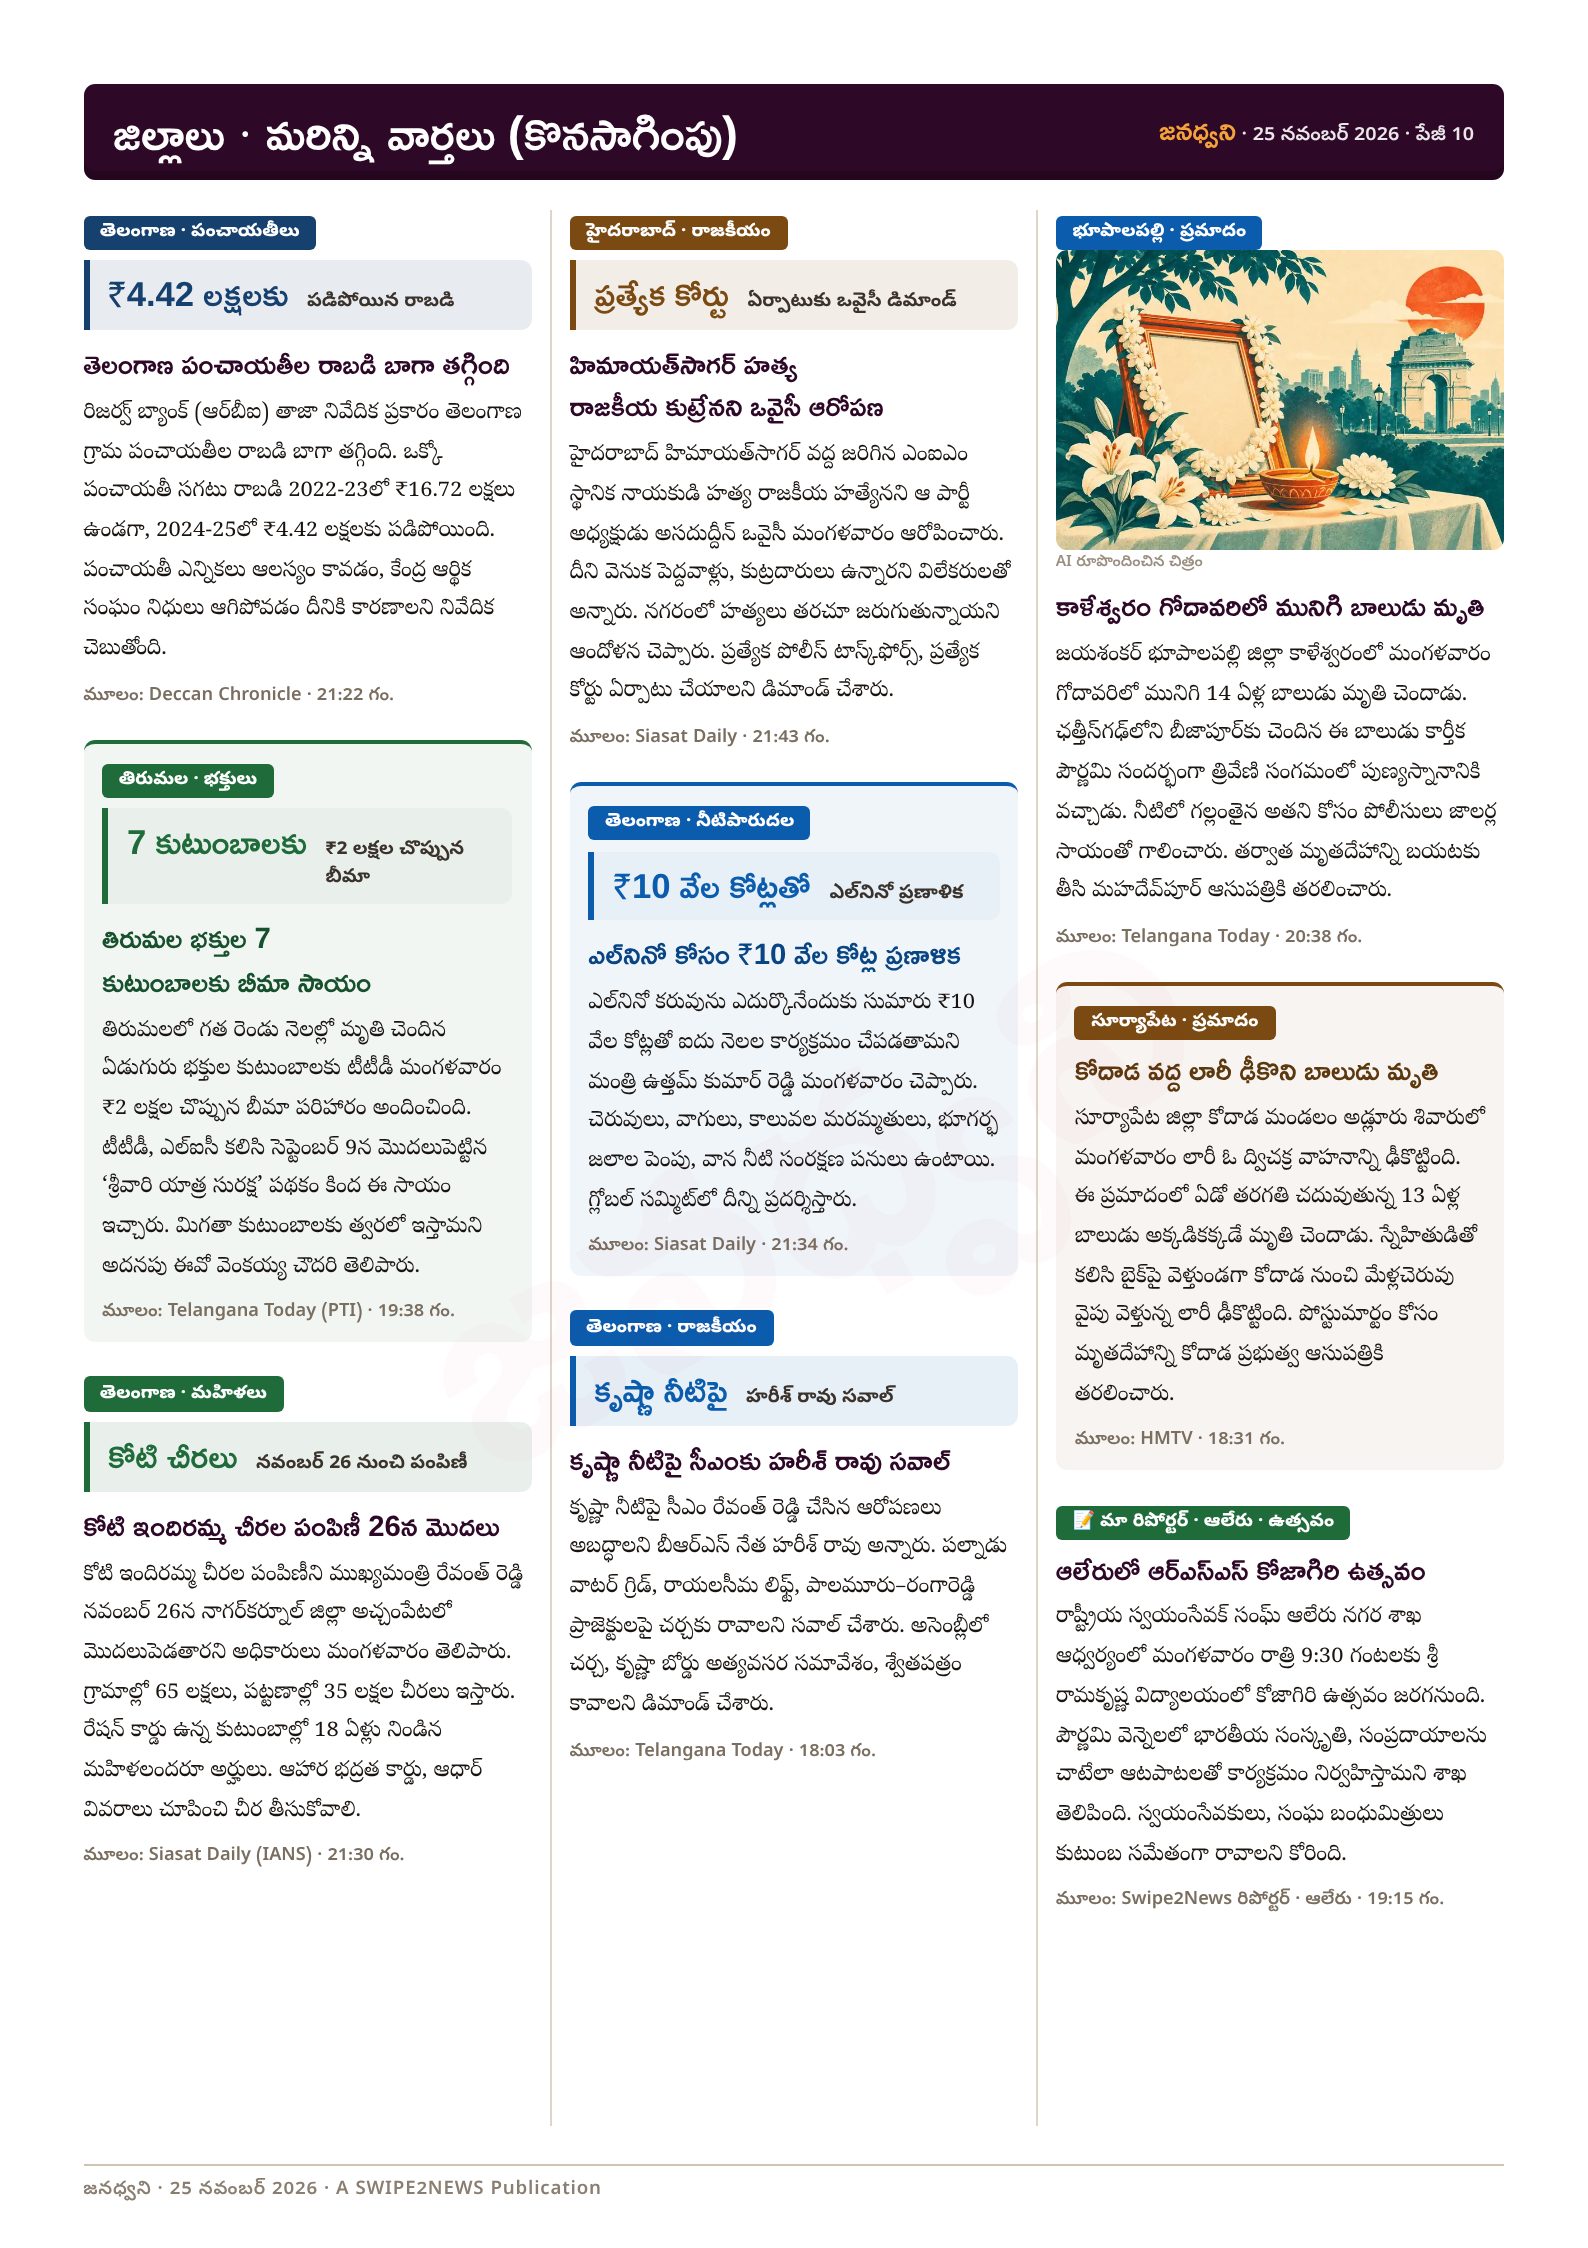 జిల్లాలు · మరిన్ని వార్తలు (కొనసాగింపు)
జనధ్వని · 25 నవంబర్ 2026 · పేజీ 10
తెలంగాణ · పంచాయతీలు
₹4.42 లక్షలకు పడిపోయిన రాబడి
తెలంగాణ పంచాయతీల రాబడి బాగా తగ్గింది
రిజర్వ్ బ్యాంక్ (ఆర్‌బీఐ) తాజా నివేదిక ప్రకారం తెలంగాణ
గ్రామ పంచాయతీల రాబడి బాగా తగ్గింది. ఒక్కో
పంచాయతీ సగటు రాబడి 2022-23లో ₹16.72 లక్షలు
ఉండగా, 2024-25లో ₹4.42 లక్షలకు పడిపోయింది.
పంచాయతీ ఎన్నికలు ఆలస్యం కావడం, కేంద్ర ఆర్థిక
సంఘం నిధులు ఆగిపోవడం దీనికి కారణాలని నివేదిక
చెబుతోంది.
మూలం: Deccan Chronicle · 21:22 గం.
తిరుమల · భక్తులు
7 కుటుంబాలకు ₹2 లక్షల చొప్పున
బీమా
తిరుమల భక్తుల 7
కుటుంబాలకు బీమా సాయం
తిరుమలలో గత రెండు నెలల్లో మృతి చెందిన
ఏడుగురు భక్తుల కుటుంబాలకు టీటీడీ మంగళవారం
₹2 లక్షల చొప్పున బీమా పరిహారం అందించింది.
టీటీడీ, ఎల్ఐసీ కలిసి సెప్టెంబర్ 9న మొదలుపెట్టిన
‘శ్రీవారి యాత్ర సురక్ష’ పథకం కింద ఈ సాయం
ఇచ్చారు. మిగతా కుటుంబాలకు త్వరలో ఇస్తామని
అదనపు ఈవో వెంకయ్య చౌదరి తెలిపారు.
మూలం: Telangana Today (PTI) · 19:38 గం.
తెలంగాణ · మహిళలు
కోటి చీరలు నవంబర్ 26 నుంచి పంపిణీ
కోటి ఇందిరమ్మ చీరల పంపిణీ 26న మొదలు
కోటి ఇందిరమ్మ చీరల పంపిణీని ముఖ్యమంత్రి రేవంత్ రెడ్డి
నవంబర్ 26న నాగర్‌కర్నూల్ జిల్లా అచ్చంపేటలో
మొదలుపెడతారని అధికారులు మంగళవారం తెలిపారు.
గ్రామాల్లో 65 లక్షలు, పట్టణాల్లో 35 లక్షల చీరలు ఇస్తారు.
రేషన్ కార్డు ఉన్న కుటుంబాల్లో 18 ఏళ్లు నిండిన
మహిళలందరూ అర్హులు. ఆహార భద్రత కార్డు, ఆధార్
వివరాలు చూపించి చీర తీసుకోవాలి.
మూలం: Siasat Daily (IANS) · 21:30 గం.
హైదరాబాద్ · రాజకీయం
ప్రత్యేక కోర్టు ఏర్పాటుకు ఒవైసీ డిమాండ్
హిమాయత్‌సాగర్ హత్య
రాజకీయ కుట్రేనని ఒవైసీ ఆరోపణ
హైదరాబాద్ హిమాయత్‌సాగర్ వద్ద జరిగిన ఎంఐఎం
స్థానిక నాయకుడి హత్య రాజకీయ హత్యేనని ఆ పార్టీ
అధ్యక్షుడు అసదుద్దీన్ ఒవైసీ మంగళవారం ఆరోపించారు.
దీని వెనుక పెద్దవాళ్లు, కుట్రదారులు ఉన్నారని విలేకరులతో
అన్నారు. నగరంలో హత్యలు తరచూ జరుగుతున్నాయని
ఆందోళన చెప్పారు. ప్రత్యేక పోలీస్ టాస్క్‌ఫోర్స్, ప్రత్యేక
కోర్టు ఏర్పాటు చేయాలని డిమాండ్ చేశారు.
మూలం: Siasat Daily · 21:43 గం.
తెలంగాణ · నీటిపారుదల
₹10 వేల కోట్లతో ఎల్‌నినో ప్రణాళిక
ఎల్‌నినో కోసం ₹10 వేల కోట్ల ప్రణాళిక
ఎల్‌నినో కరువును ఎదుర్కొనేందుకు సుమారు ₹10
వేల కోట్లతో ఐదు నెలల కార్యక్రమం చేపడతామని
మంత్రి ఉత్తమ్ కుమార్ రెడ్డి మంగళవారం చెప్పారు.
చెరువులు, వాగులు, కాలువల మరమ్మతులు, భూగర్భ
జలాల పెంపు, వాన నీటి సంరక్షణ పనులు ఉంటాయి.
గ్లోబల్ సమ్మిట్‌లో దీన్ని ప్రదర్శిస్తారు.
మూలం: Siasat Daily · 21:34 గం.
తెలంగాణ · రాజకీయం
కృష్ణా నీటిపై హరీశ్ రావు సవాల్
కృష్ణా నీటిపై సీఎంకు హరీశ్ రావు సవాల్
కృష్ణా నీటిపై సీఎం రేవంత్ రెడ్డి చేసిన ఆరోపణలు
అబద్ధాలని బీఆర్ఎస్ నేత హరీశ్ రావు అన్నారు. పల్నాడు
వాటర్ గ్రిడ్, రాయలసీమ లిఫ్ట్, పాలమూరు–రంగారెడ్డి
ప్రాజెక్టులపై చర్చకు రావాలని సవాల్ చేశారు. అసెంబ్లీలో
చర్చ, కృష్ణా బోర్డు అత్యవసర సమావేశం, శ్వేతపత్రం
కావాలని డిమాండ్ చేశారు.
మూలం: Telangana Today · 18:03 గం.
భూపాలపల్లి · ప్రమాదం
AI రూపొందించిన చిత్రం
కాళేశ్వరం గోదావరిలో మునిగి బాలుడు మృతి
జయశంకర్ భూపాలపల్లి జిల్లా కాళేశ్వరంలో మంగళవారం
గోదావరిలో మునిగి 14 ఏళ్ల బాలుడు మృతి చెందాడు.
ఛత్తీస్‌గఢ్‌లోని బీజాపూర్‌కు చెందిన ఈ బాలుడు కార్తీక
పౌర్ణమి సందర్భంగా త్రివేణి సంగమంలో పుణ్యస్నానానికి
వచ్చాడు. నీటిలో గల్లంతైన అతని కోసం పోలీసులు జాలర్ల
సాయంతో గాలించారు. తర్వాత మృతదేహాన్ని బయటకు
తీసి మహదేవ్‌పూర్ ఆసుపత్రికి తరలించారు.
మూలం: Telangana Today · 20:38 గం.
సూర్యాపేట · ప్రమాదం
కోదాడ వద్ద లారీ ఢీకొని బాలుడు మృతి
సూర్యాపేట జిల్లా కోదాడ మండలం అడ్లూరు శివారులో
మంగళవారం లారీ ఓ ద్విచక్ర వాహనాన్ని ఢీకొట్టింది.
ఈ ప్రమాదంలో ఏడో తరగతి చదువుతున్న 13 ఏళ్ల
బాలుడు అక్కడికక్కడే మృతి చెందాడు. స్నేహితుడితో
కలిసి బైక్‌పై వెళ్తుండగా కోదాడ నుంచి మేళ్లచెరువు
వైపు వెళ్తున్న లారీ ఢీకొట్టింది. పోస్టుమార్టం కోసం
మృతదేహాన్ని కోదాడ ప్రభుత్వ ఆసుపత్రికి
తరలించారు.
మూలం: HMTV · 18:31 గం.
📝 మా రిపోర్టర్ · ఆలేరు · ఉత్సవం
ఆలేరులో ఆర్ఎస్ఎస్ కోజాగిరి ఉత్సవం
రాష్ట్రీయ స్వయంసేవక్ సంఘ్ ఆలేరు నగర శాఖ
ఆధ్వర్యంలో మంగళవారం రాత్రి 9:30 గంటలకు శ్రీ
రామకృష్ణ విద్యాలయంలో కోజాగిరి ఉత్సవం జరగనుంది.
పౌర్ణమి వెన్నెలలో భారతీయ సంస్కృతి, సంప్రదాయాలను
చాటేలా ఆటపాటలతో కార్యక్రమం నిర్వహిస్తామని శాఖ
తెలిపింది. స్వయంసేవకులు, సంఘ బంధుమిత్రులు
కుటుంబ సమేతంగా రావాలని కోరింది.
మూలం: Swipe2News రిపోర్టర్ · ఆలేరు · 19:15 గం.
జనధ్వని · 25 నవంబర్ 2026 · A SWIPE2NEWS Publication